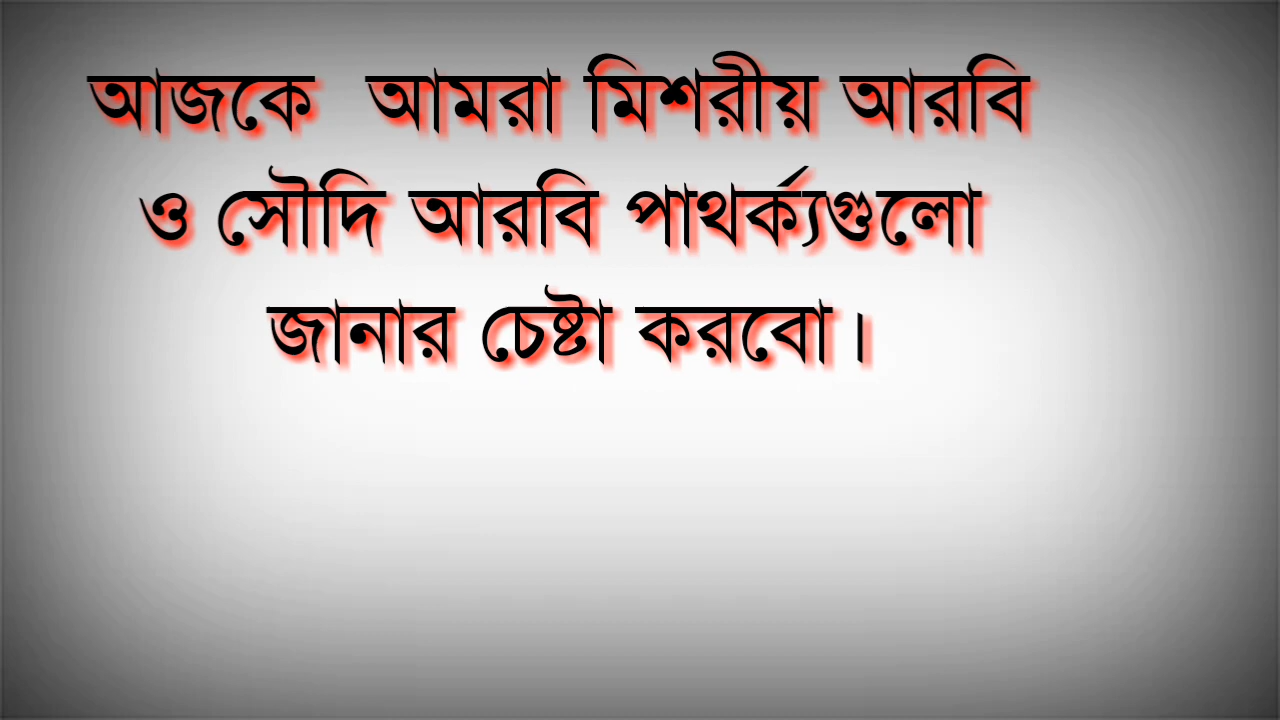 আজকে আমরা মিশরীয় আরবি
ও সৌদি আরবি পাথর্ক্যগুলো
জানার চেষ্টা করবো।